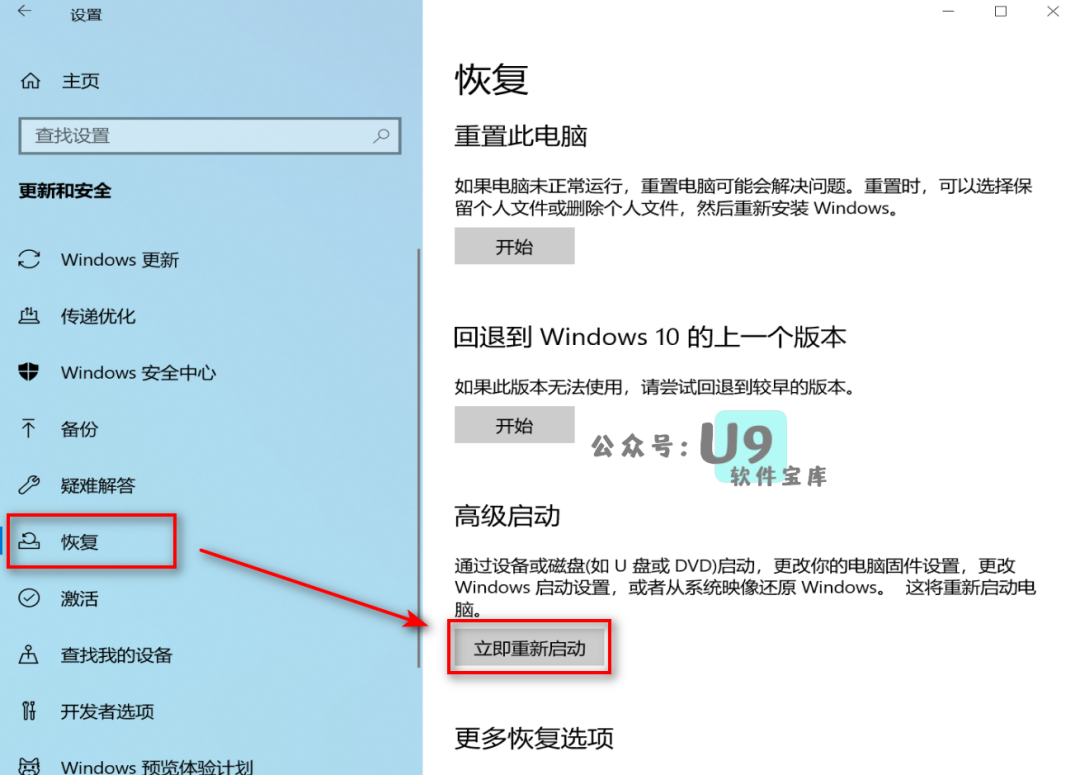 设置
主页
查找设置
更新和安全
Windows 更新
传递优化
Windows 安全中心
备份
疑难解答
恢复
激活
查找我的设备
开发者选项
Windows 预览体验计划
恢复
重置此电脑
如果电脑未正常运行，重置电脑可能会解决问题。重置时，可以选择保
留个人文件或删除个人文件，然后重新安装 Windows。
开始
回退到 Windows 10 的上一个版本
如果此版本无法使用，请尝试回退到较早的版本。
开始
公众号：U9
软件宝库
高级启动
通过设备或磁盘(如 U 盘或 DVD)启动，更改你的电脑固件设置，更改
Windows 启动设置，或者从系统映像还原 Windows。 这将重新启动电
脑。
立即重新启动
更多恢复选项